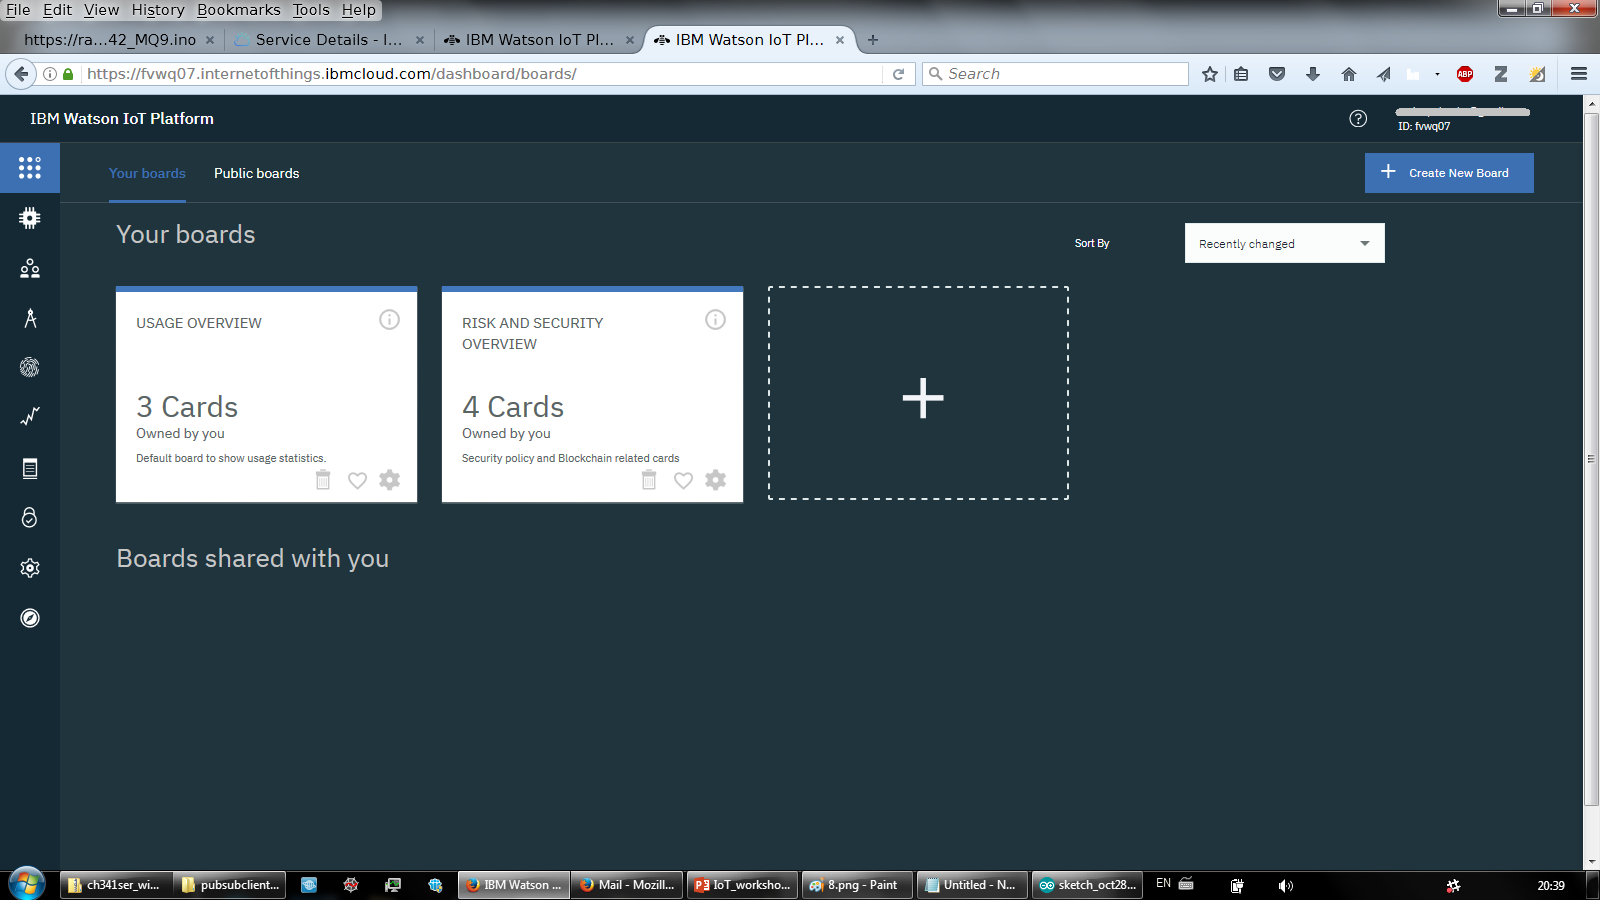 File Edit View History Bookmarks Tools Help
https://ra...42_MQ9.ino
Service Details - I...
IBM Watson IoT Pl...
IBM Watson IoT Pl...
https://fvwq07.internetofthings.ibmcloud.com/dashboard/boards/
Search
ABP
IBM Watson IoT Platform
ID: fvwq07
Your boards
Public boards
Create New Board
Your boards
Sort By
Recently changed
USAGE OVERVIEW
3 Cards
Owned by you
Default board to show usage statistics.
RISK AND SECURITY
OVERVIEW
4 Cards
Owned by you
Security policy and Blockchain related cards
Boards shared with you
ch341ser_wi...
pubsubclient...
IBM Watson ...
Mail - Mozill...
IoT_worksho...
8.png - Paint
Untitled - N...
sketch_oct28...
EN
20:39